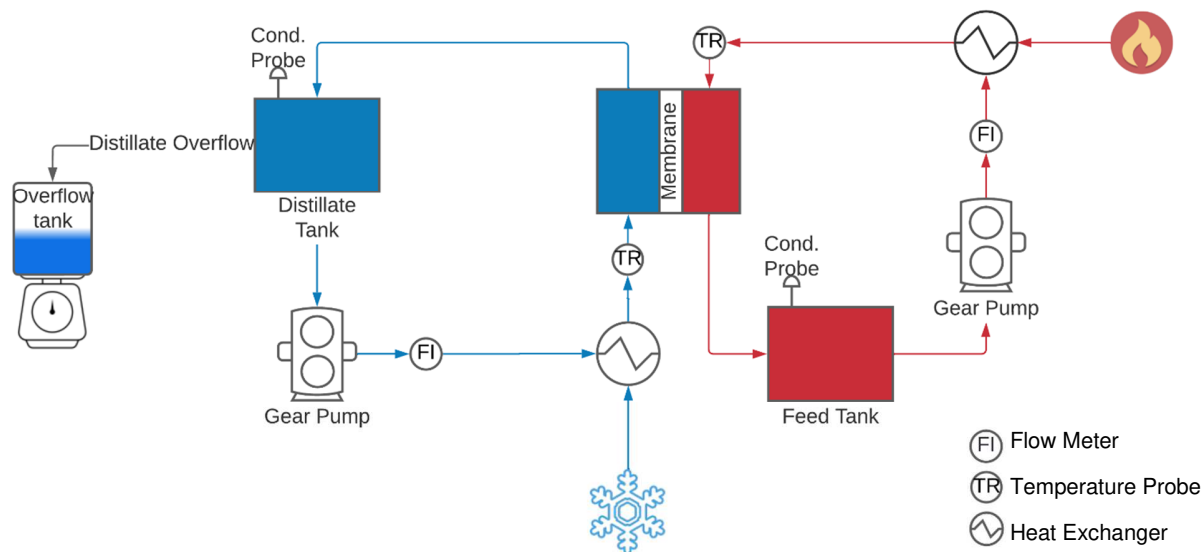 Cond.
Probe
TR
Distillate Overflow
Overflow
tank
Distillate
Tank
Membrane
FI
TR
Cond.
Probe
Gear Pump
FI
Gear Pump
Feed Tank
FI Flow Meter
TR Temperature Probe
Heat Exchanger